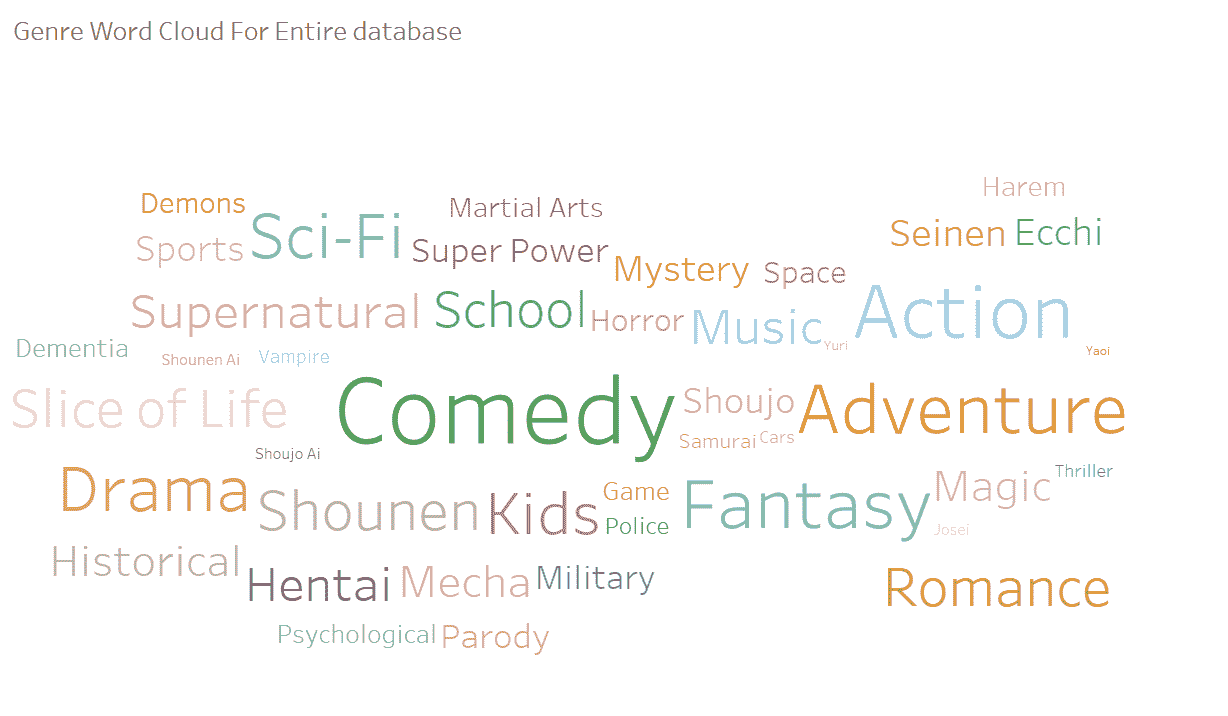 Genre Word Cloud For Entire database
Harem
Demons
Martial Arts
Sports
Sci-Fi
Super Power
Seinen
Ecchi
Mystery
Space
Supernatural
School
Horror
Music
Action
Yuri
Dementia
Shounen Ai
Vampire
Yaoi
Slice of Life
Comedy
Shoujo
Adventure
Samurai
Cars
Shoujo Ai
Thriller
Drama
Shounen
Kids
Game
Fantasy
Magic
Police
Josei
Historical
Hentai
Mecha
Military
Romance
Psychological
Parody